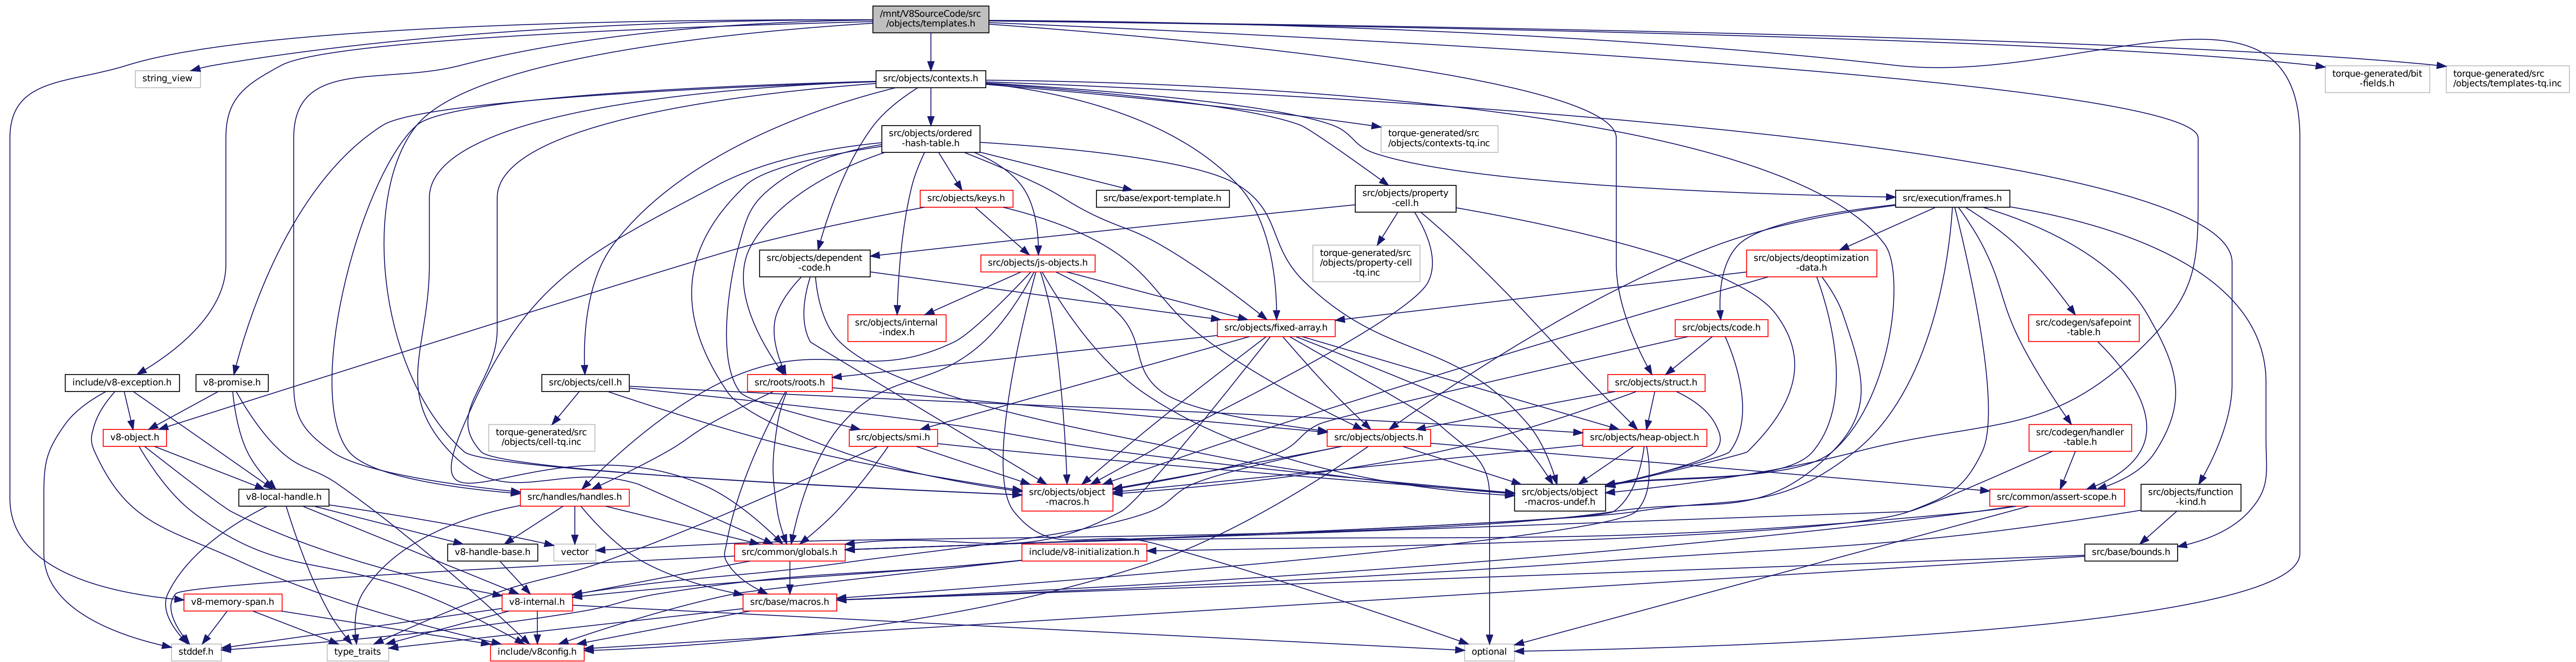 /mnt/V8SourceCode/src
/objects/templates.h
string_view
src/objects/contexts.h
torque-generated/bit
-fields.h
torque-generated/src
/objects/templates-tq.inc
src/objects/ordered
-hash-table.h
torque-generated/src
/objects/contexts-tq.inc
src/objects/keys.h
src/base/export-template.h
src/objects/property
-cell.h
src/execution/frames.h
src/objects/dependent
-code.h
src/objects/js-objects.h
torque-generated/src
/objects/property-cell
-tq.inc
src/objects/deoptimization
-data.h
src/objects/internal
-index.h
src/objects/fixed-array.h
src/objects/code.h
src/codegen/safepoint
-table.h
include/v8-exception.h
v8-promise.h
src/objects/cell.h
src/roots/roots.h
src/objects/struct.h
v8-object.h
torque-generated/src
/objects/cell-tq.inc
src/objects/smi.h
src/objects/objects.h
src/objects/heap-object.h
src/codegen/handler
-table.h
v8-local-handle.h
src/handles/handles.h
src/objects/object
-macros.h
src/objects/object
-macros-undef.h
src/common/assert-scope.h
src/objects/function
-kind.h
v8-handle-base.h
vector
src/common/globals.h
include/v8-initialization.h
src/base/bounds.h
v8-memory-span.h
v8-internal.h
src/base/macros.h
stddef.h
type_traits
include/v8config.h
optional